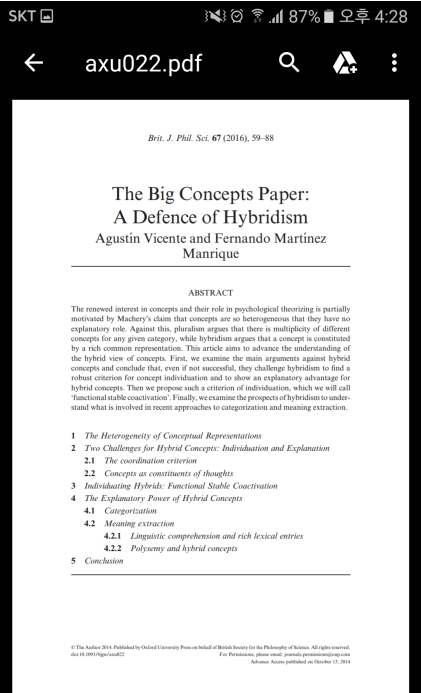 SKT 87% 오후 4:28
axu022.pdf
Brit. J. Phil. Sci. 67 (2016), 59–88
The Big Concepts Paper:
A Defence of Hybridism
Agustín Vicente and Fernando Martínez
Manrique
ABSTRACT
The renewed interest in concepts and their role in psychological theorizing is partially
motivated by Machery's claim that concepts are so heterogeneous that they have no
explanatory role. Against this, pluralism argues that there is multiplicity of different
concepts for any given category, while hybridism argues that a concept is constituted
by a rich common representation. This article aims to advance the understanding of
the hybrid view of concepts. First, we examine the main arguments against hybrid
concepts and conclude that, even if not successful, they challenge hybridism to find a
robust criterion for concept individuation and to show an explanatory advantage for
hybrid concepts. Then we propose such a criterion of individuation, which we will call
'functional stable coactivation'. Finally, we examine the prospects of hybridism to under-
stand what is involved in recent approaches to categorization and meaning extraction.
1 The Heterogeneity of Conceptual Representations
2 Two Challenges for Hybrid Concepts: Individuation and Explanation
2.1 The coordination criterion
2.2 Concepts as constituents of thoughts
3 Individuating Hybrids: Functional Stable Coactivation
4 The Explanatory Power of Hybrid Concepts
4.1 Categorization
4.2 Meaning extraction
4.2.1 Linguistic comprehension and rich lexical entries
4.2.2 Polysemy and hybrid concepts
5 Conclusion
© The Author 2014. Published by Oxford University Press on behalf of British Society for the Philosophy of Science. All rights reserved.
doi:10.1093/bjps/axu022 For Permissions, please email: journals.permissions@oup.com
Advance Access published on October 13, 2014